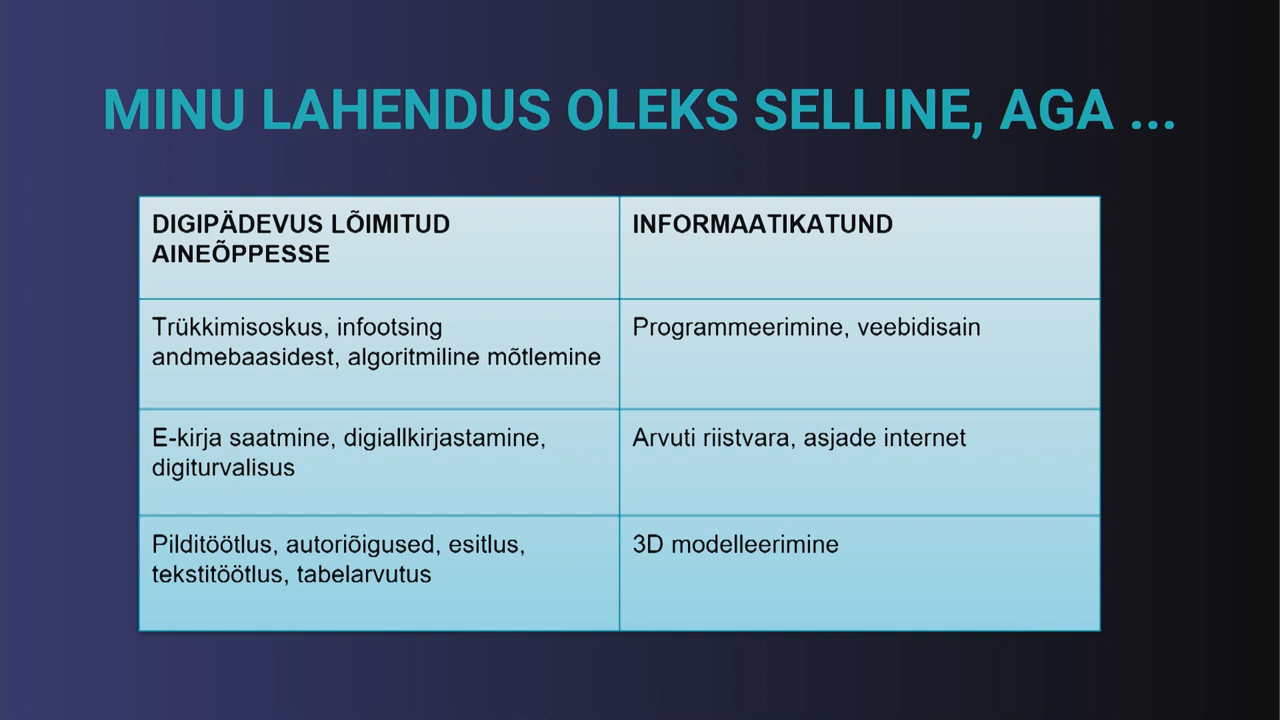 MINU LAHENDUS OLEKS SELLINE, AGA ...
DIGIPÄDEVUS LÕIMITUD
AINEÕPPESSE
INFORMAATIKATUND
Trükkimisoskus, infootsing
andmebaasidest, algoritmiline mõtlemine
Programmeerimine, veebidisain
E-kirja saatmine, digiallkirjastamine,
digiturvalisus
Arvuti riistvara, asjade internet
Pilditöötlus, autoriõigused, esitlus,
tekstitöötlus, tabelarvutus
3D modelleerimine